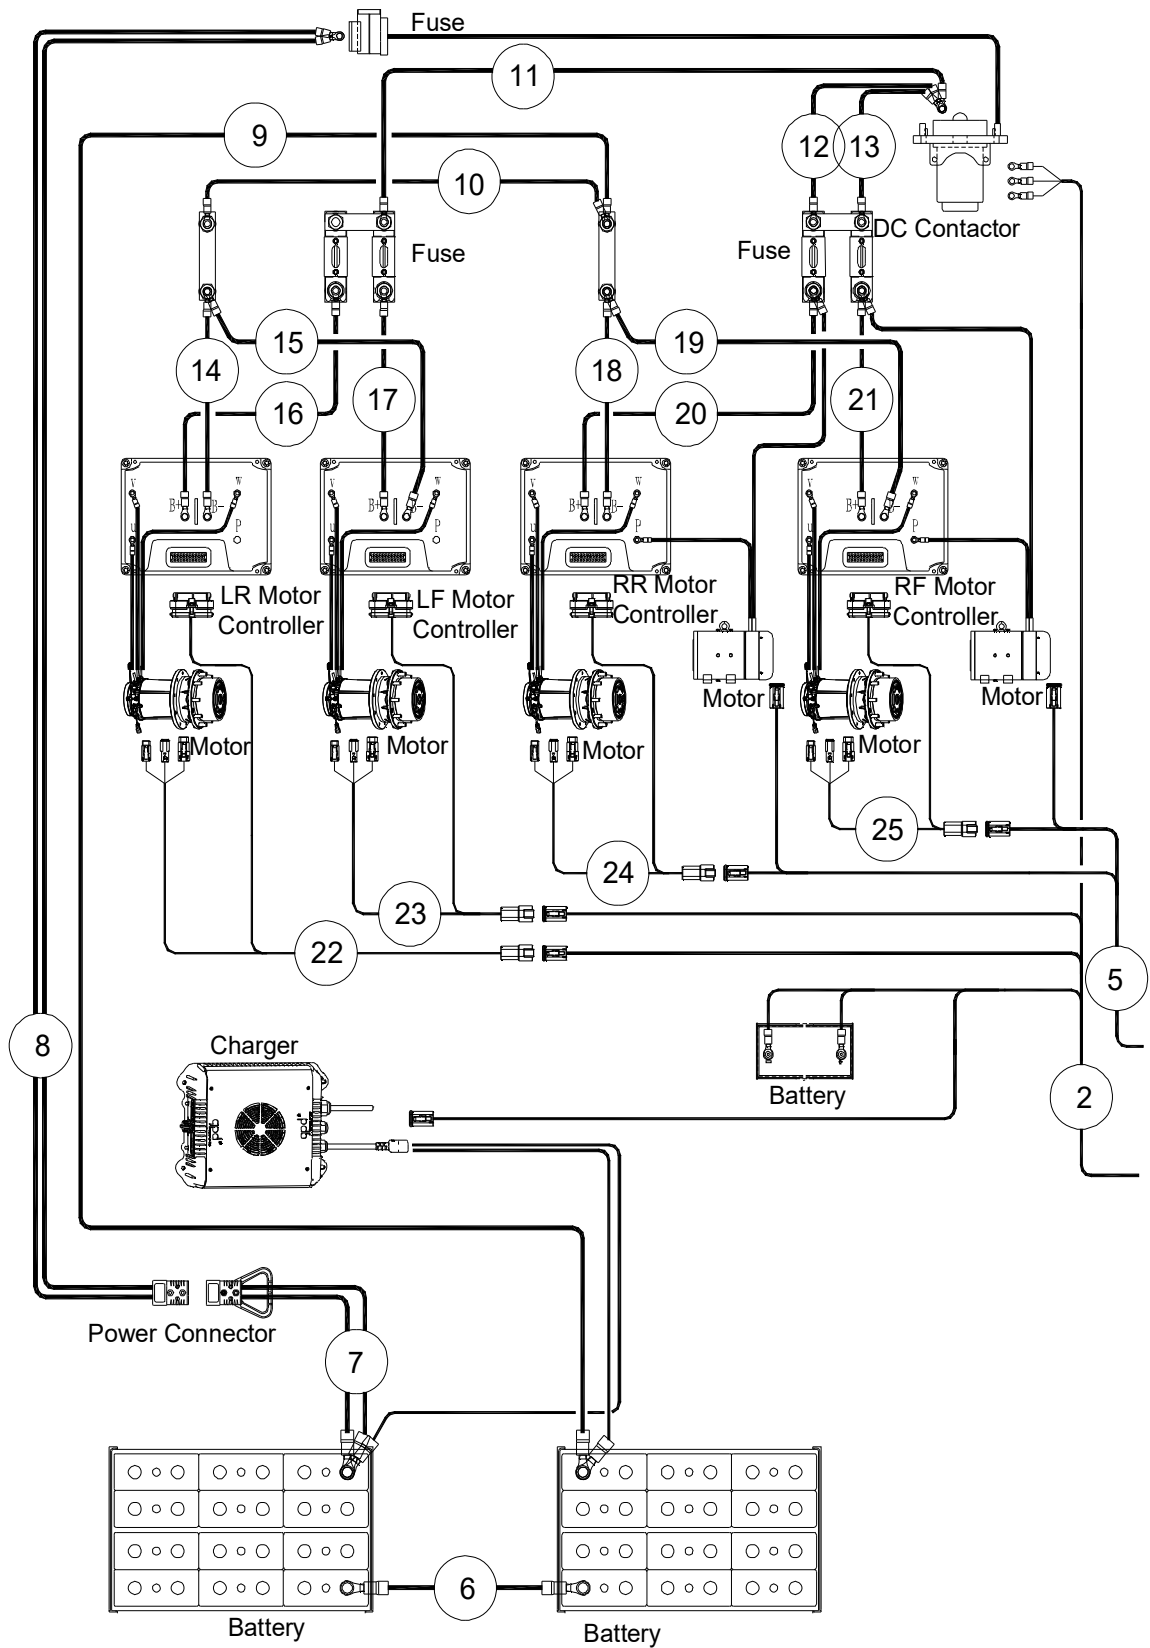 Fuse
11
9
12
13
10
DC Contactor
Fuse
Fuse
15
19
14
18
16
17
20
21
V
W
B+
B-
U
P
V
W
B+
B-
U
V
W
B+
B-
U
P
V
W
B+
B-
U
P
LR Motor
Controller
LF Motor
Controller
RR Motor
Controller
RF Motor
Controller
Motor
Motor
Motor
Motor
Motor
Motor
25
24
23
22
5
8
Charger
Battery
2
Power Connector
7
6
Battery
Battery